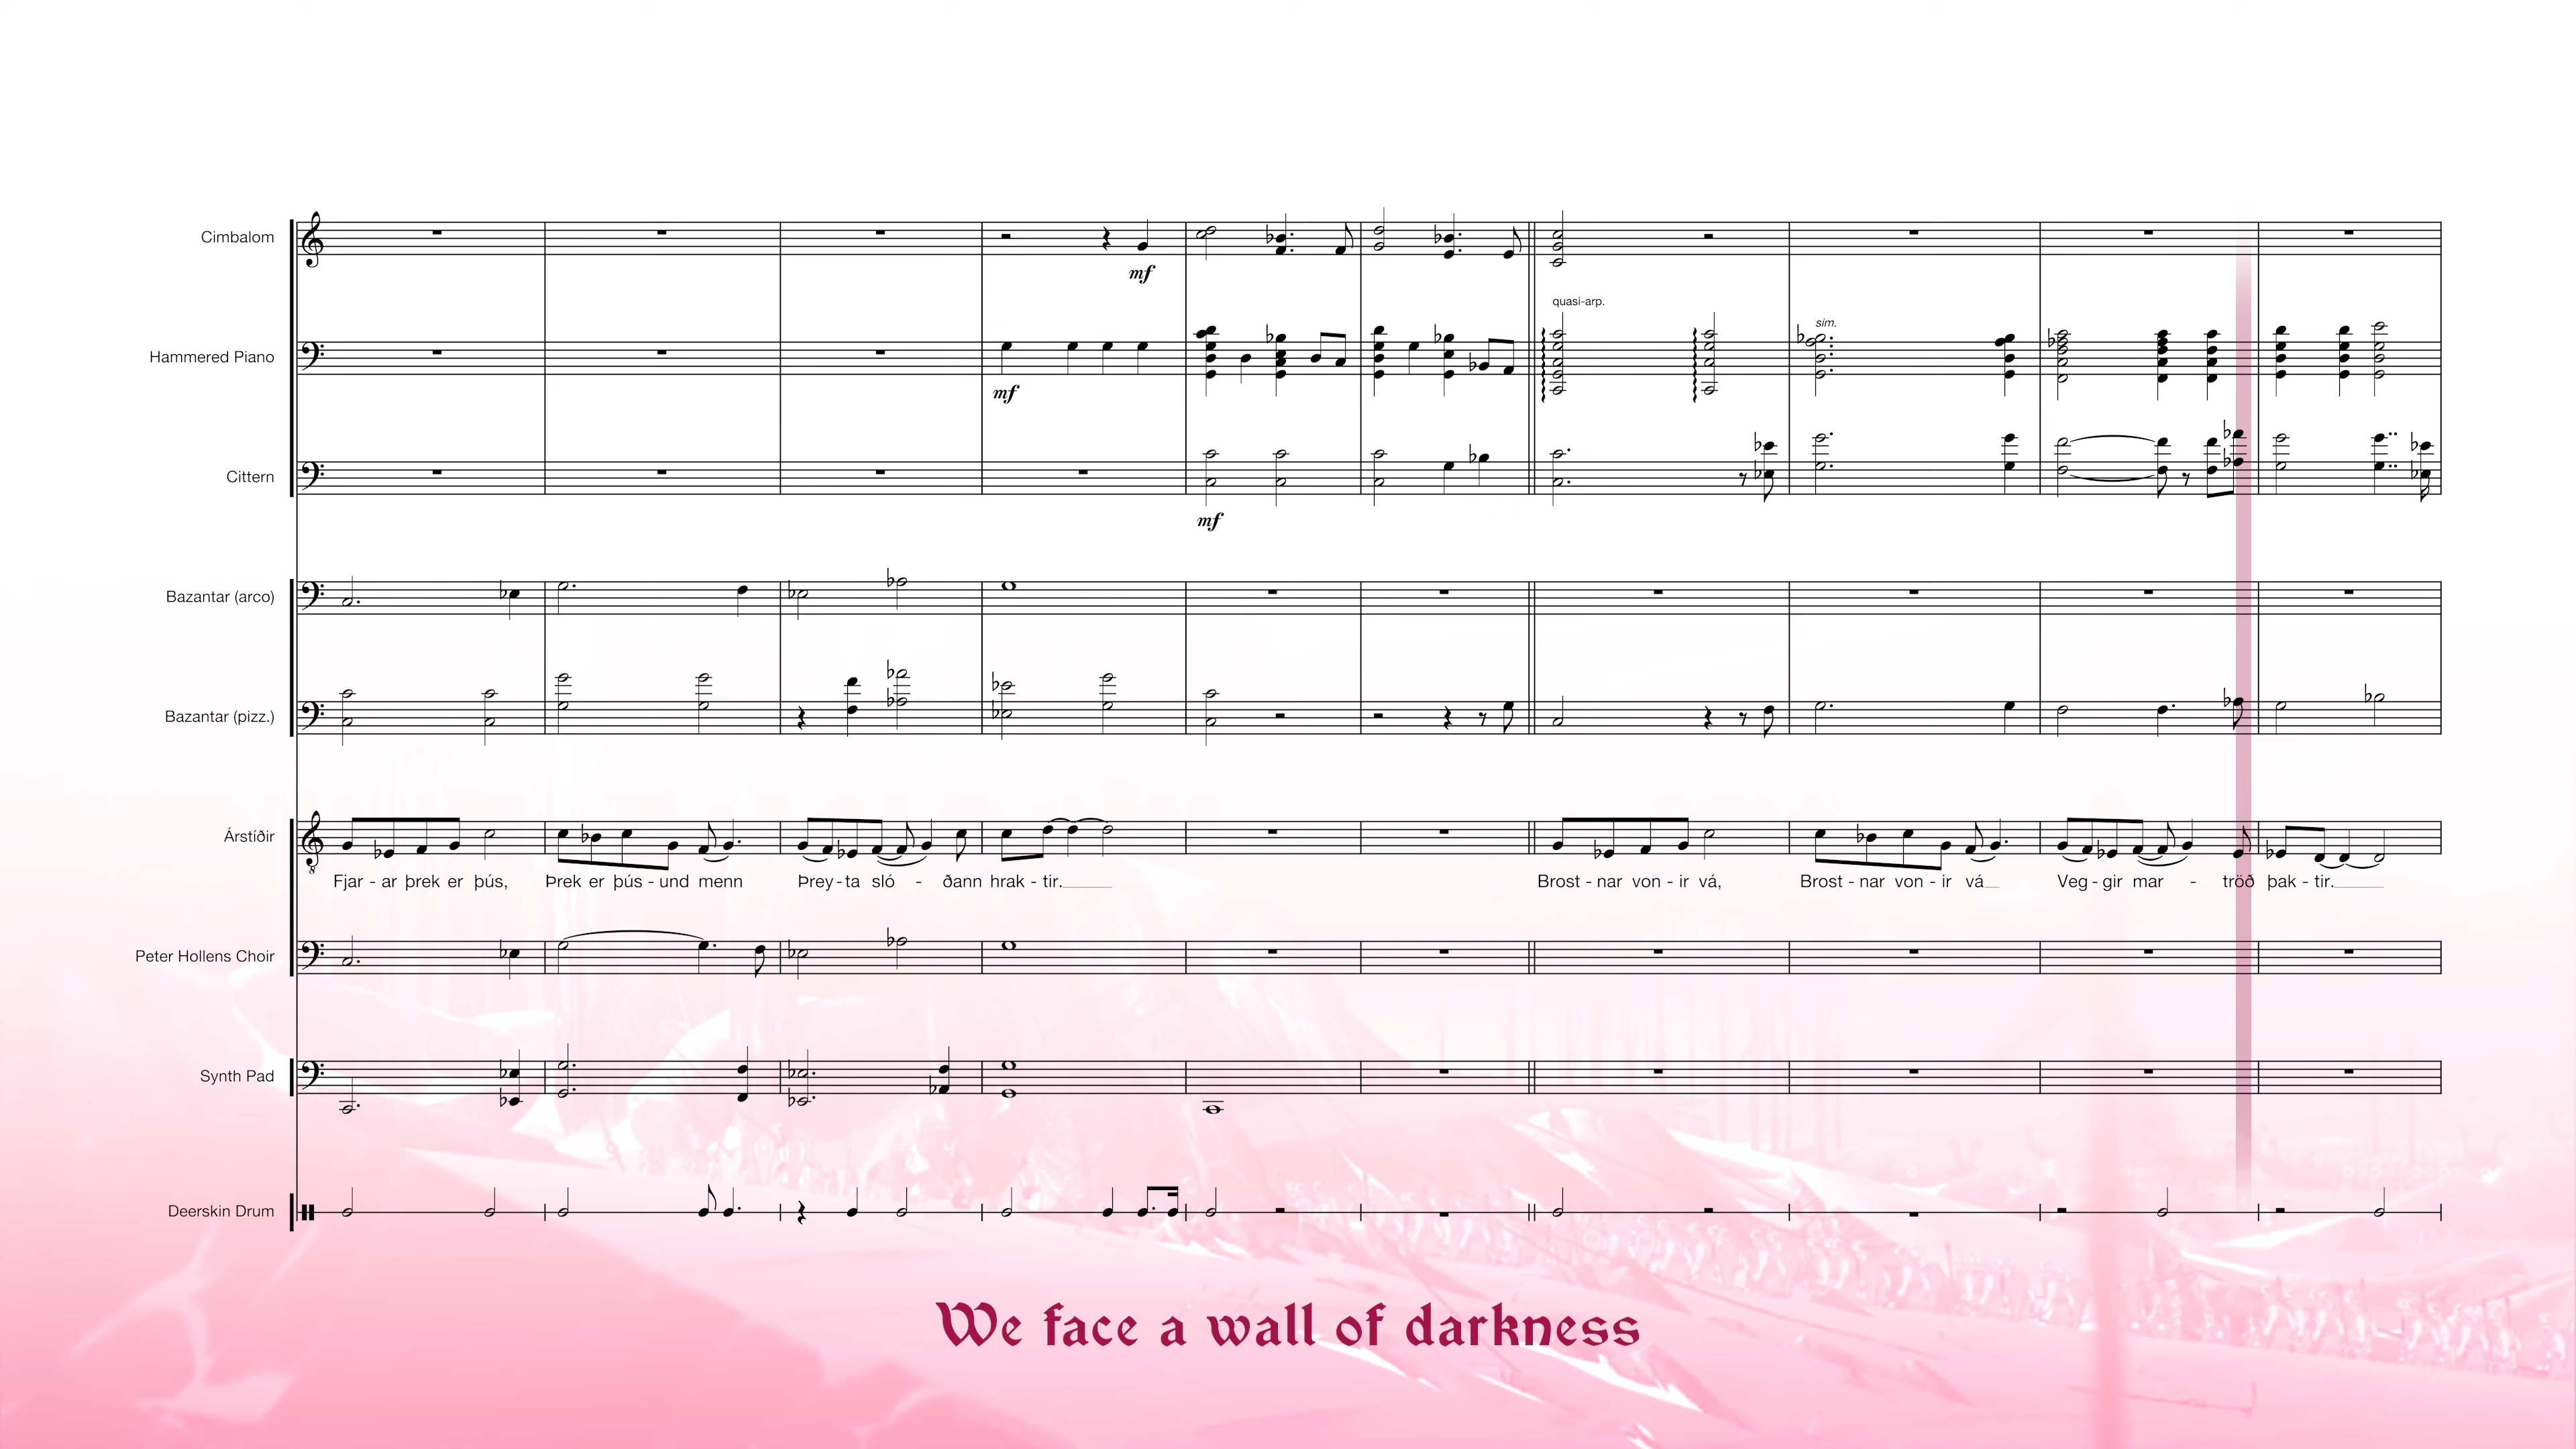 Cimbalom
mf
quasi-arp.
Hammered Piano
mf
sim.
Cittern
mf
Bazantar (arco)
Bazantar (pizz.)
Árstíðir
Fjar - ar þrek er þús, Þrek er þús - und menn Þrey - ta sló - ðann hrak - tir. Brost - nar von - ir vá, Brost - nar von - ir vá Veg - gir mar - tröð þak - tir.
Peter Hollens Choir
Synth Pad
Deerskin Drum
We face a wall of darkness